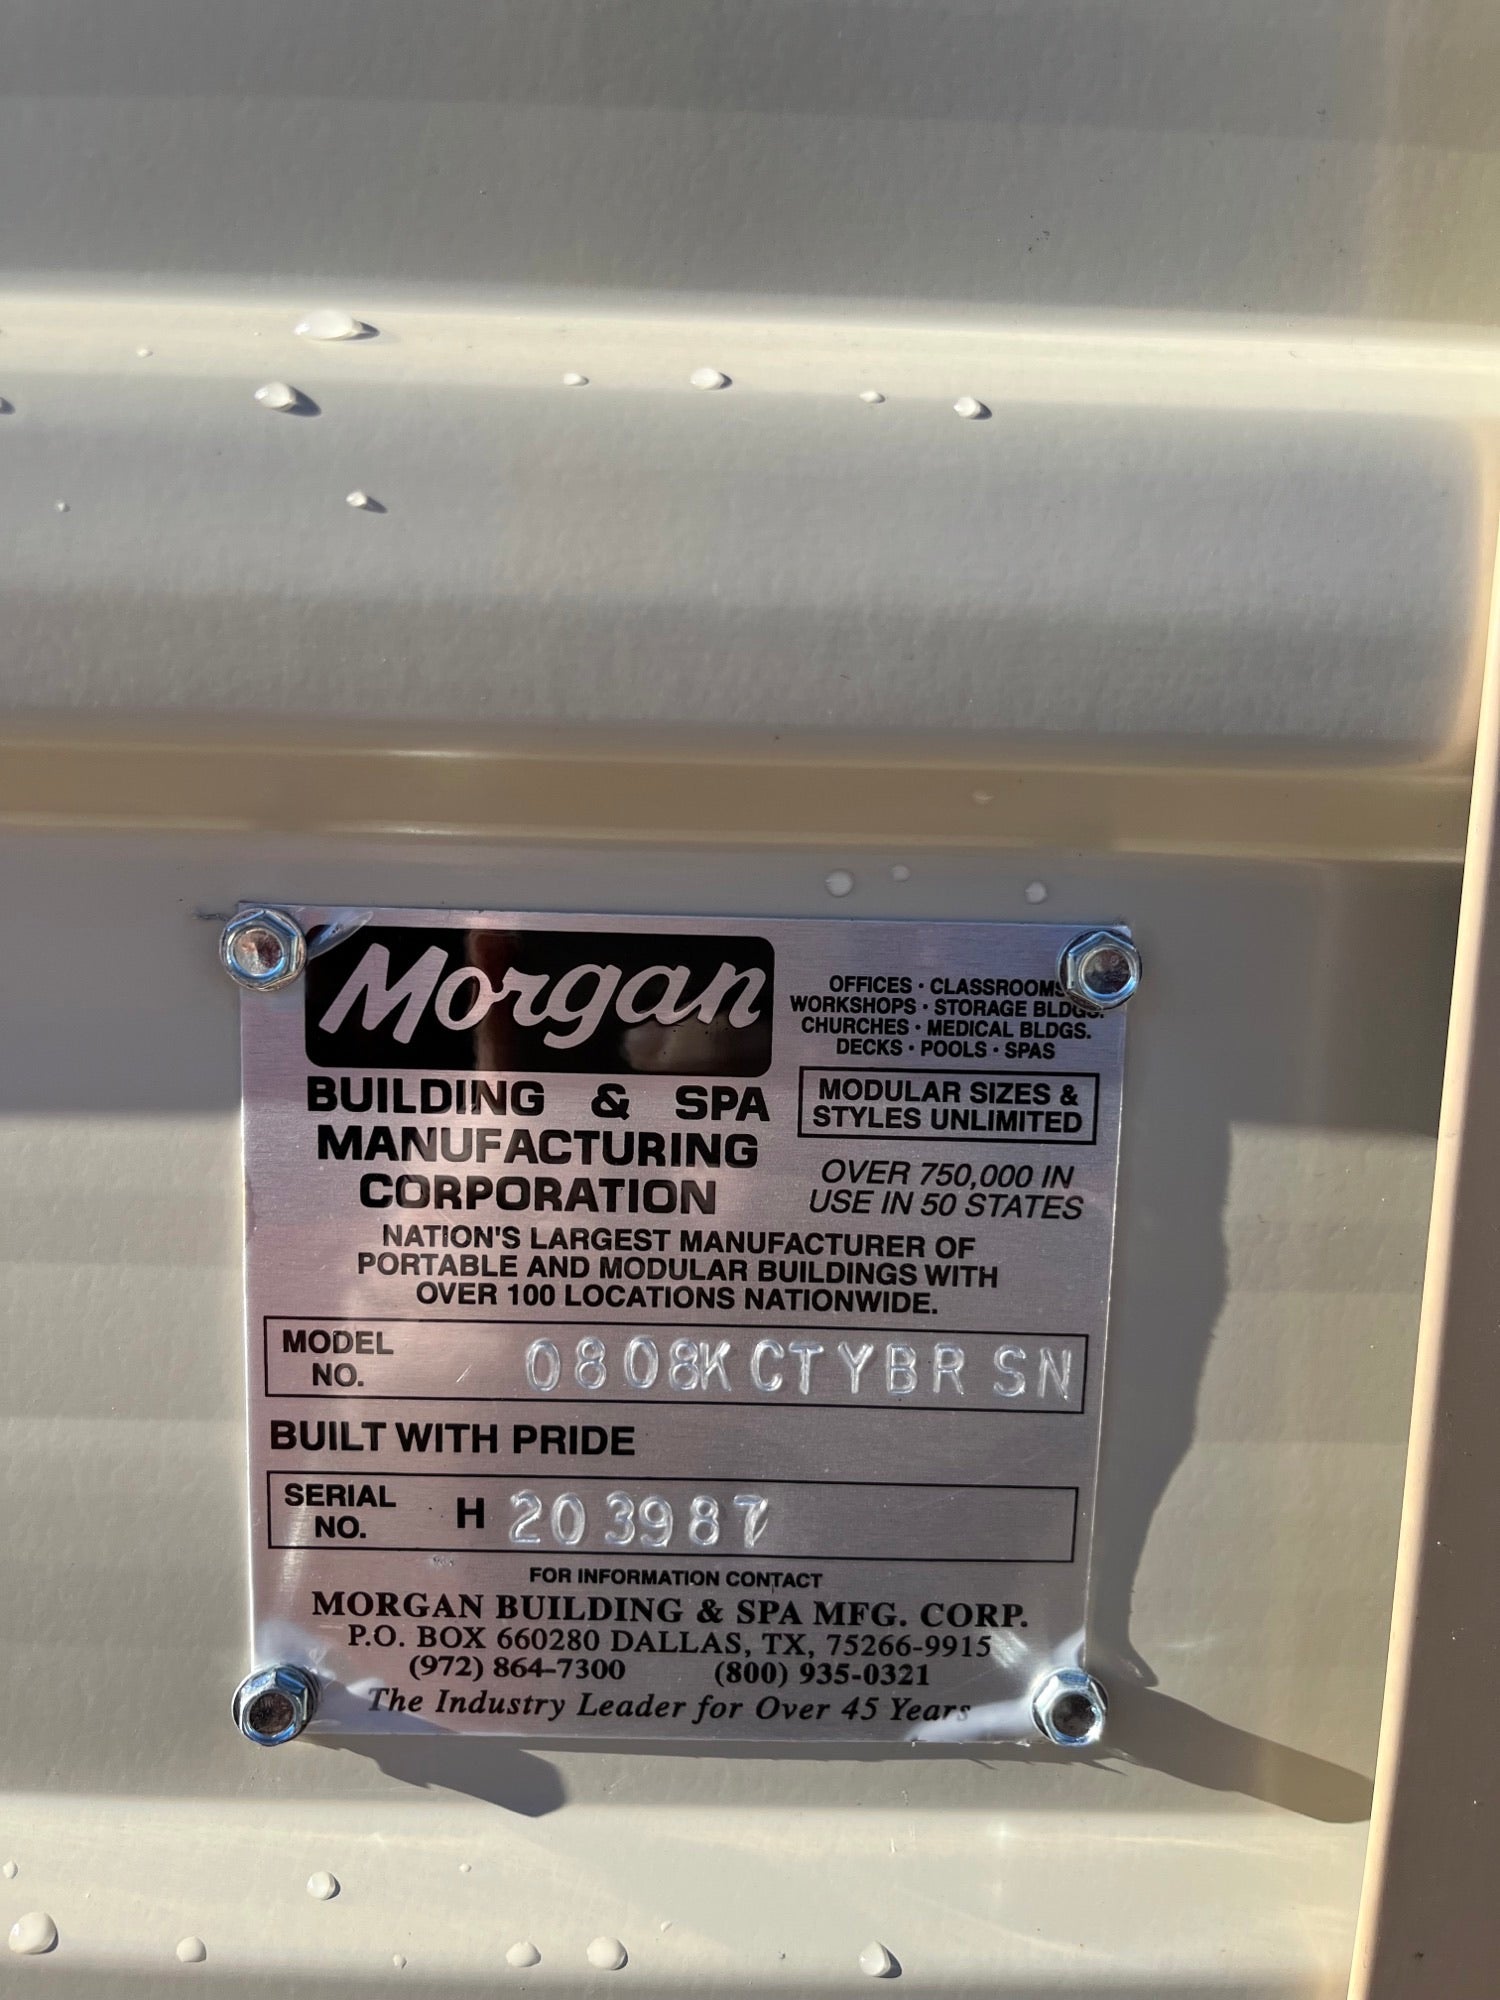 Morgan
BUILDING & SPA
MANUFACTURING
CORPORATION
OFFICES · CLASSROOMS
WORKSHOPS · STORAGE BLDGS.
CHURCHES · MEDICAL BLDGS.
DECKS · POOLS · SPAS
MODULAR SIZES &
STYLES UNLIMITED
OVER 750,000 IN
USE IN 50 STATES
NATION'S LARGEST MANUFACTURER OF
PORTABLE AND MODULAR BUILDINGS WITH
OVER 100 LOCATIONS NATIONWIDE.
MODEL
NO.
0808KCTYBRSN
BUILT WITH PRIDE
SERIAL
NO.
H 203987
FOR INFORMATION CONTACT
MORGAN BUILDING & SPA MFG. CORP.
P.O. BOX 660280 DALLAS, TX, 75266-9915
(972) 864-7300 (800) 935-0321
The Industry Leader for Over 45 Years